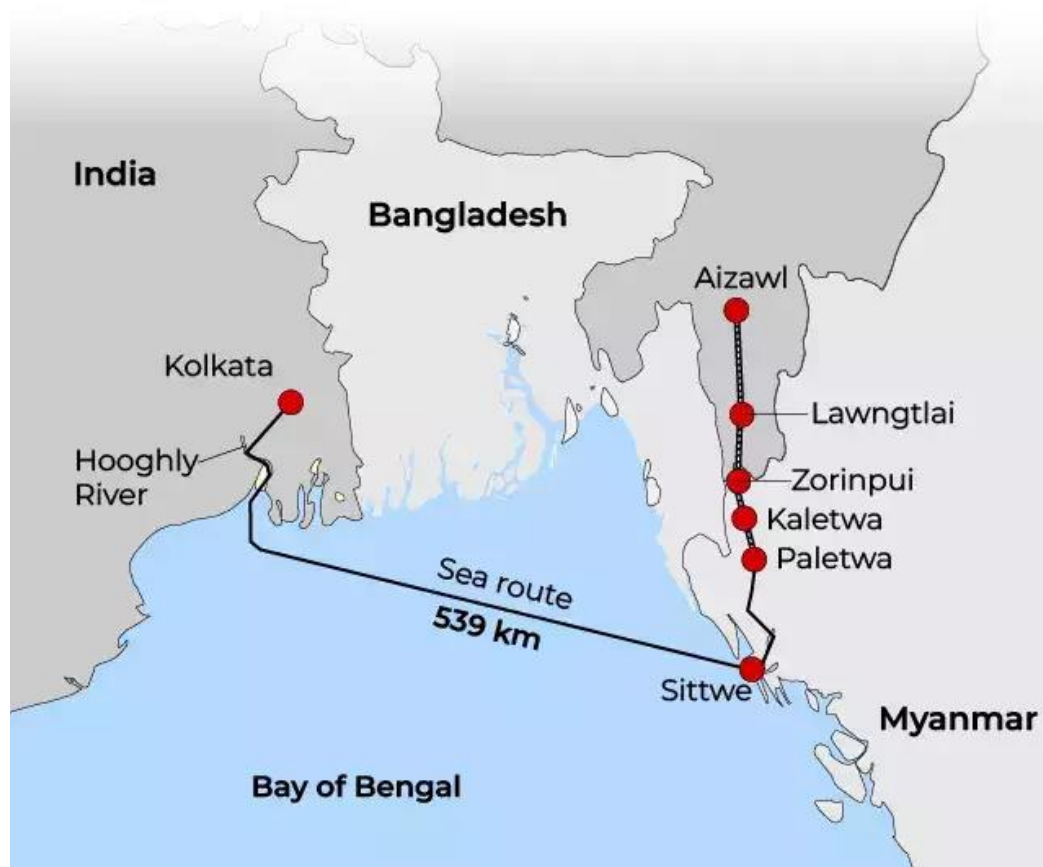 India
Bangladesh
Aizawl
Kolkata
Lawngtlai
Hooghly
River
Zorinpui
Kaletwa
Paletwa
Sea route
539 km
Sittwe
Myanmar
Bay of Bengal